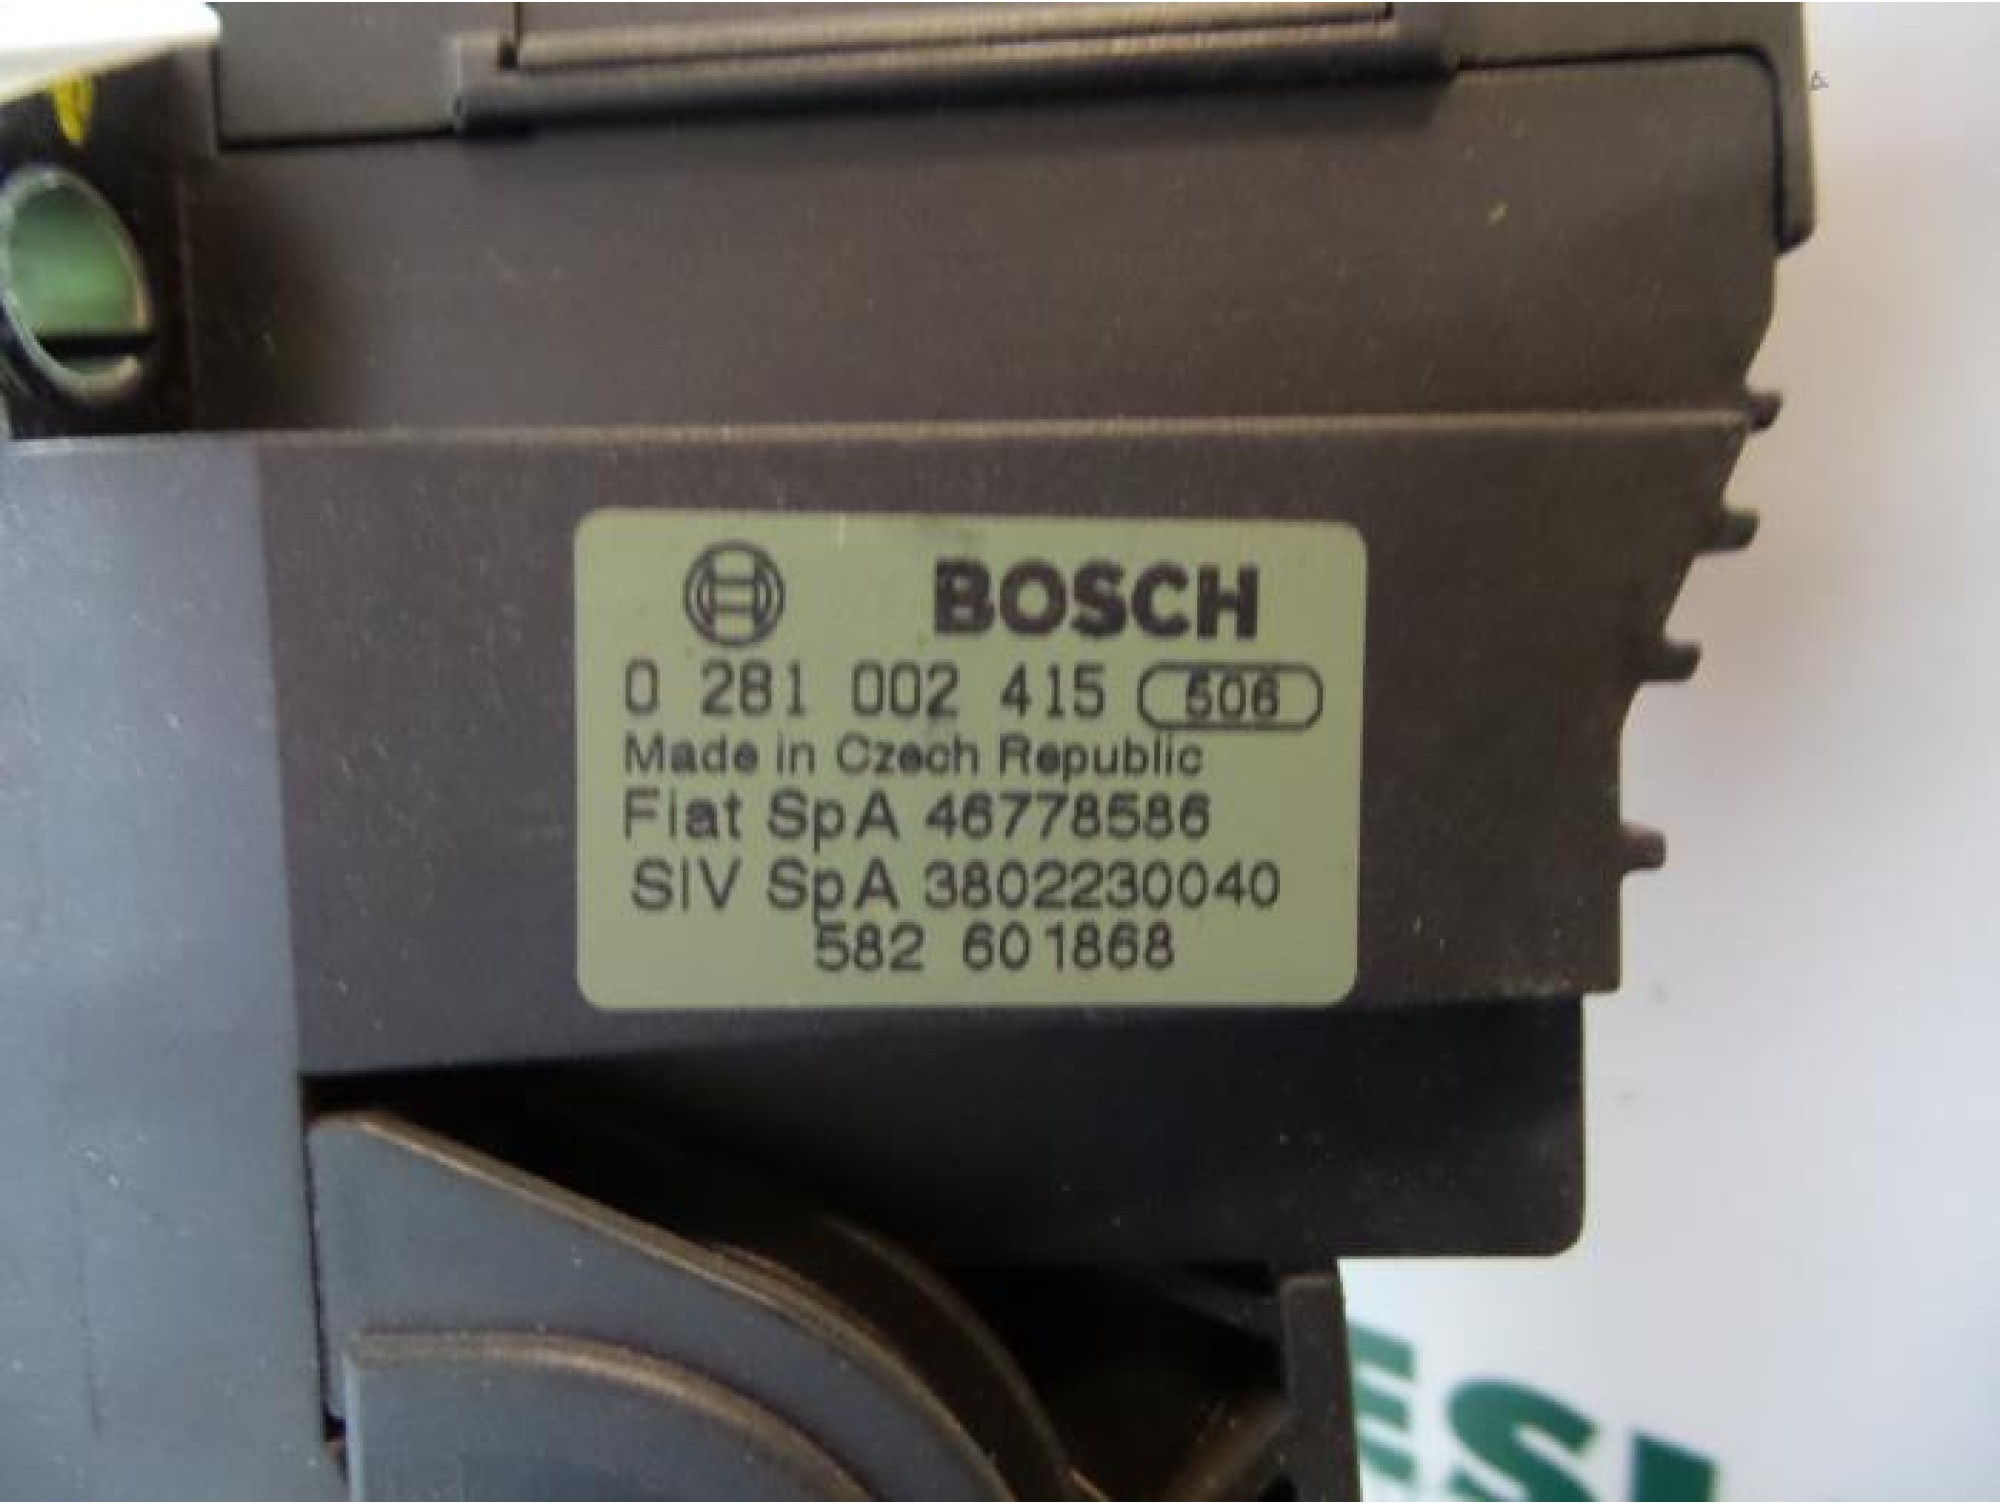 BOSCH
0 281 002 415 506
Made in Czech Republic
Fiat SpA 46778586
SIV SpA 3802230040
582 601868